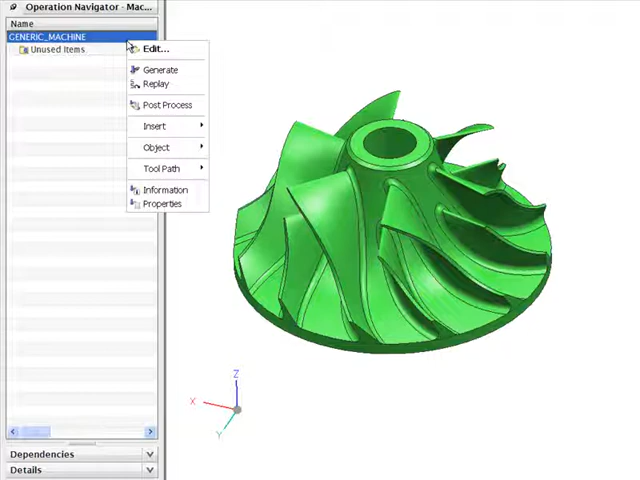 Operation Navigator - Mac...
Name
GENERIC_MACHINE
Unused Items
Edit...
Generate
Replay
Post Process
Insert
Object
Tool Path
Information
Properties
Z
X
Y
Dependencies
Details